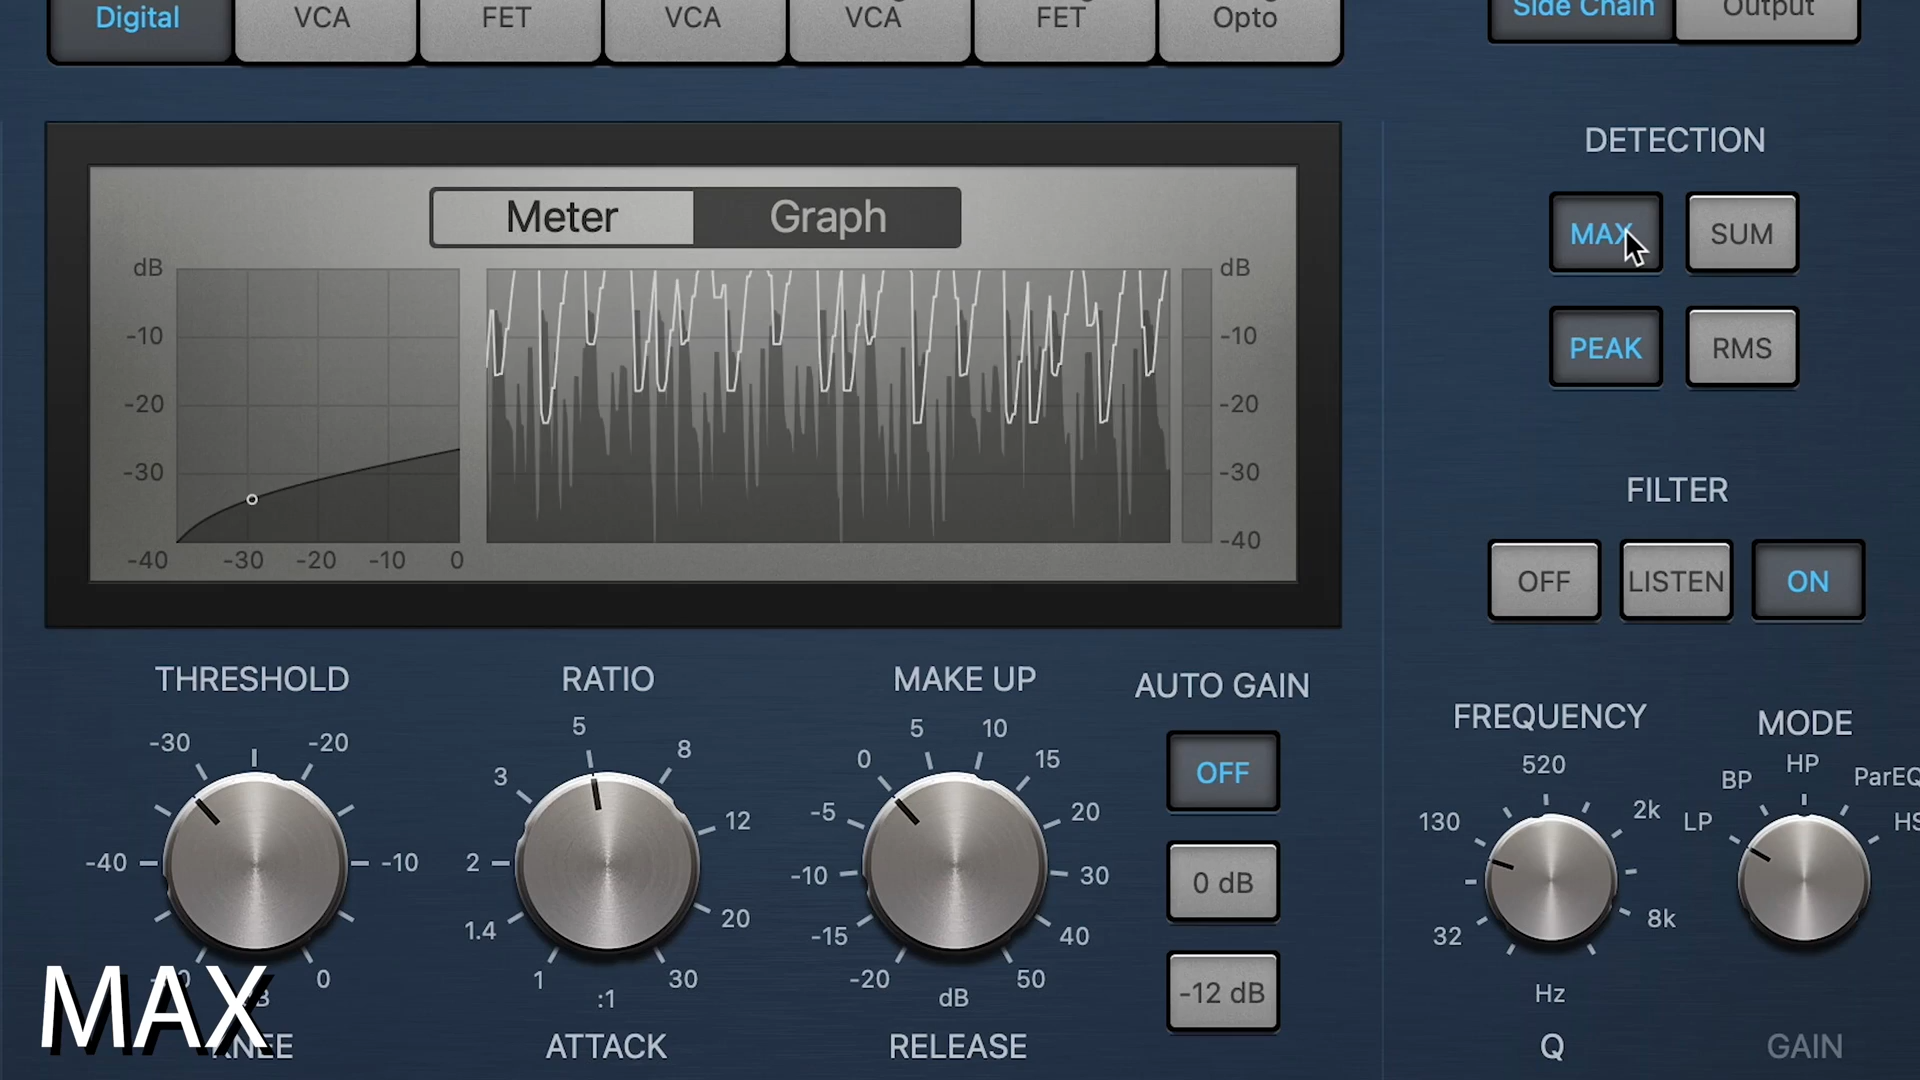 Digital VCA FET VCA VCA FET Opto
Side Chain Output
DETECTION
MAX SUM
PEAK RMS
Meter Graph
dB
-10
-20
-30
-40 -30 -20 -10 0
dB
-10
-20
-30
-40
FILTER
OFF LISTEN ON
THRESHOLD
-30 -20
-40 -10
0
KNEE
RATIO
5
3 8
2 12
1.4 20
1 30
:1
ATTACK
MAKE UP
5 10
0 15
-5 20
-10 30
-15 40
-20 50
dB
RELEASE
AUTO GAIN
OFF
0 dB
-12 dB
FREQUENCY
520
130 2k
32 8k
Hz
Q
MODE
HP
BP
LP
GAIN
MAX